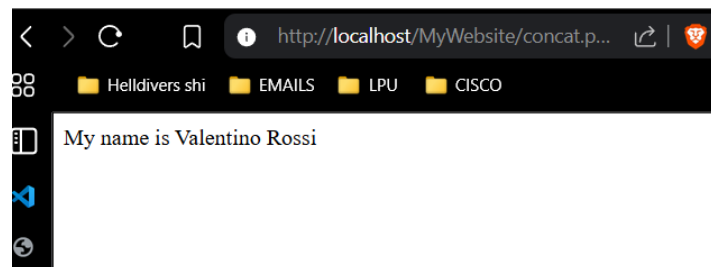 http://localhost/MyWebsite/concat.p...
Helldivers shi EMAILS LPU CISCO
My name is Valentino Rossi